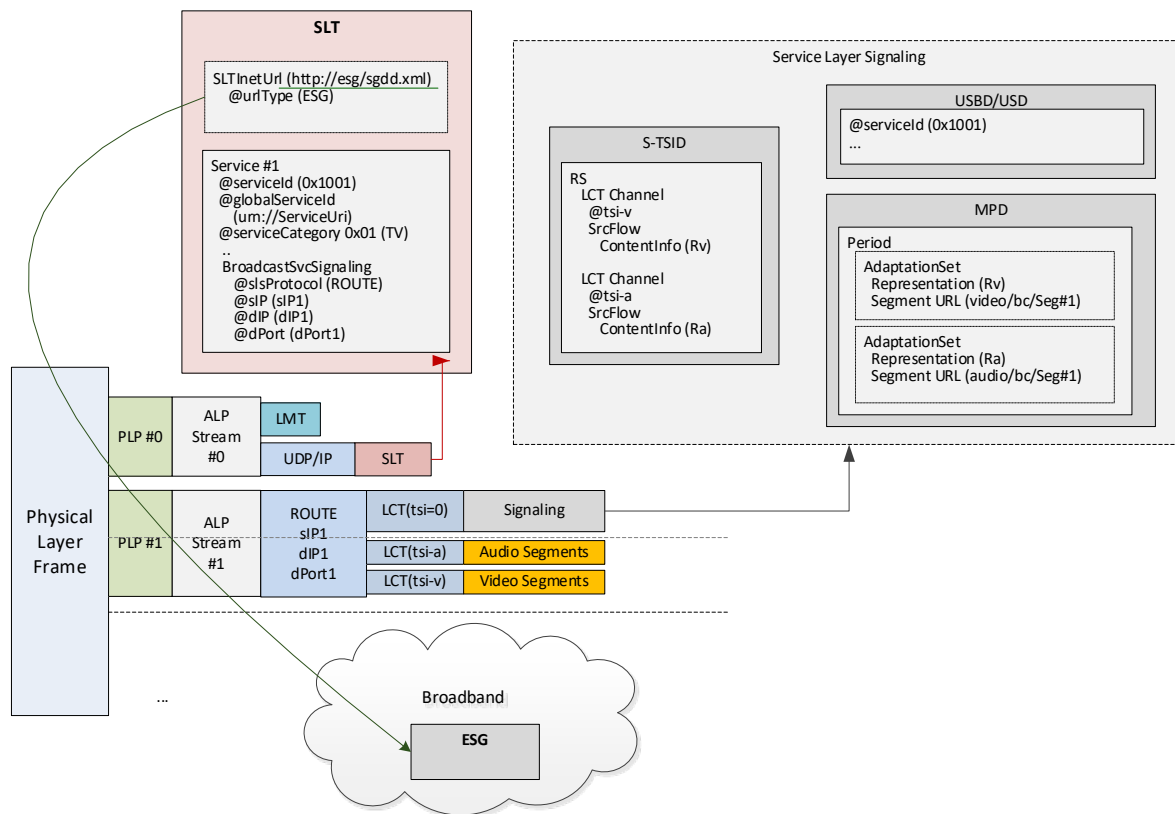 SLT
SLTInetUrl (http://esg/sgdd.xml)
@urlType (ESG)
Service #1
@serviceId (0x1001)
@globalServiceId
(urn://ServiceUri)
@serviceCategory 0x01 (TV)
..
BroadcastSvcSignaling
@slsProtocol (ROUTE)
@sIP (sIP1)
@dIP (dIP1)
@dPort (dPort1)
Service Layer Signaling
S-TSID
RS
LCT Channel
@tsi-v
SrcFlow
ContentInfo (Rv)
LCT Channel
@tsi-a
SrcFlow
ContentInfo (Ra)
USBD/USD
@serviceId (0x1001)
...
MPD
Period
AdaptationSet
Representation (Rv)
Segment URL (video/bc/Seg#1)
AdaptationSet
Representation (Ra)
Segment URL (audio/bc/Seg#1)
Physical
Layer
Frame
PLP #0
ALP
Stream
#0
LMT
UDP/IP
SLT
PLP #1
ALP
Stream
#1
ROUTE
sIP1
dIP1
dPort1
LCT(tsi=0)
Signaling
LCT(tsi-a)
Audio Segments
LCT(tsi-v)
Video Segments
...
Broadband
ESG